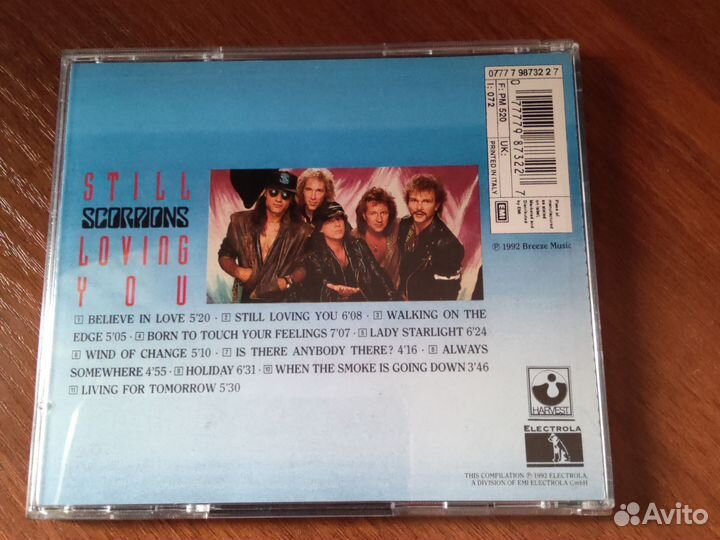 07777 98732 2 7
F: PM 520
UK:
I: 072
0 77779 87322 7
PRINTED IN ITALY
EMI
℗ 1992 Breeze Music
STILL
SCORPIONS
LOVING
YOU
1 BELIEVE IN LOVE 5'20 · 2 STILL LOVING YOU 6'08 · 3 WALKING ON THE
EDGE 5'05 · 4 BORN TO TOUCH YOUR FEELINGS 7'07 · 5 LADY STARLIGHT 6'24
6 WIND OF CHANGE 5'10 · 7 IS THERE ANYBODY THERE? 4'16 · 8 ALWAYS
SOMEWHERE 4'55 · 9 HOLIDAY 6'31 · 10 WHEN THE SMOKE IS GOING DOWN 3'46
11 LIVING FOR TOMORROW 5'30
HARVEST
ELECTROLA
THIS COMPILATION ℗ 1992 ELECTROLA,
A DIVISION OF EMI ELECTROLA GmbH
Avito